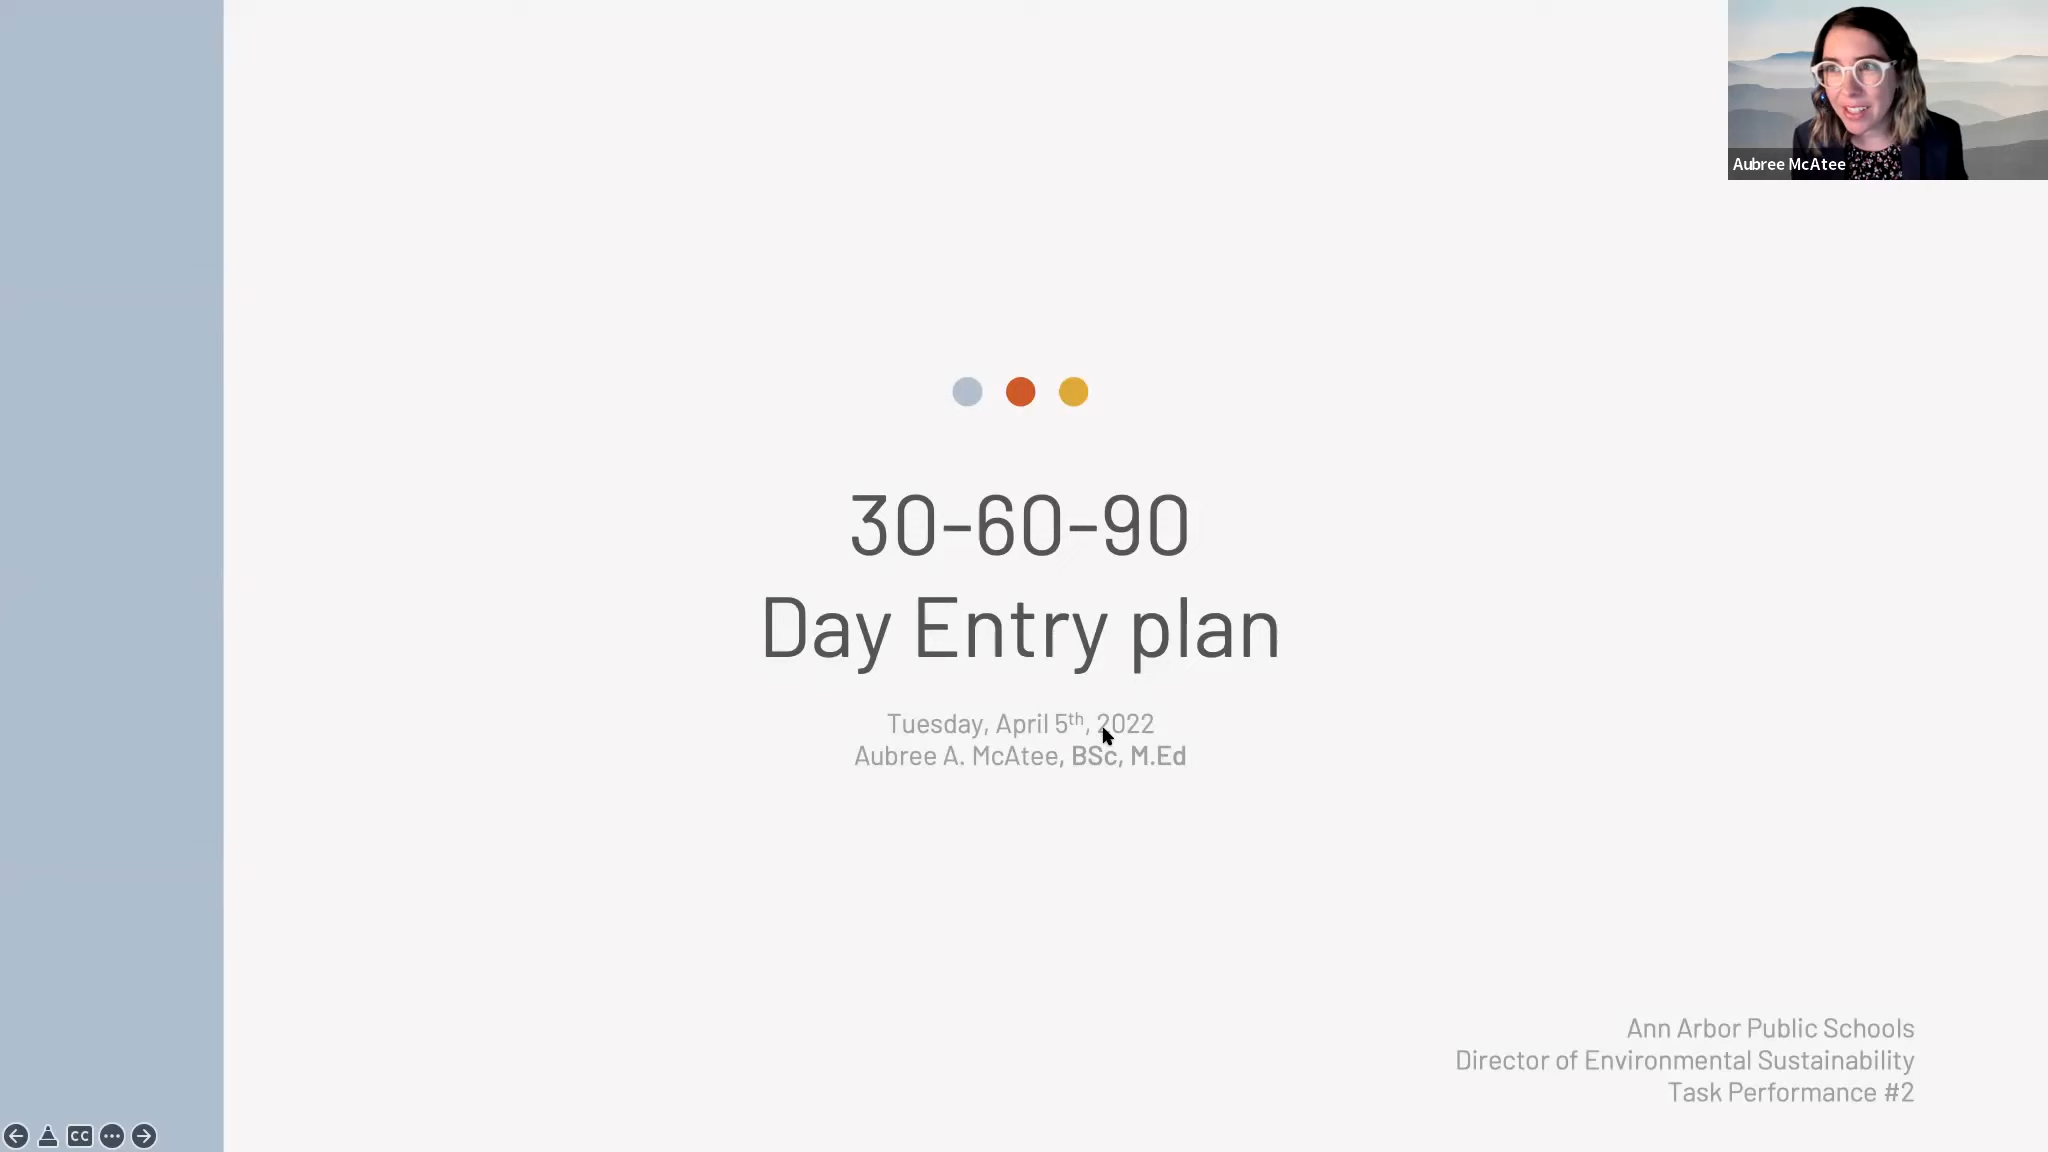 Aubree McAtee
30-60-90
Day Entry plan
Tuesday, April 5th, 2022
Aubree A. McAtee, BSc, M.Ed
Ann Arbor Public Schools
Director of Environmental Sustainability
Task Performance #2
CC